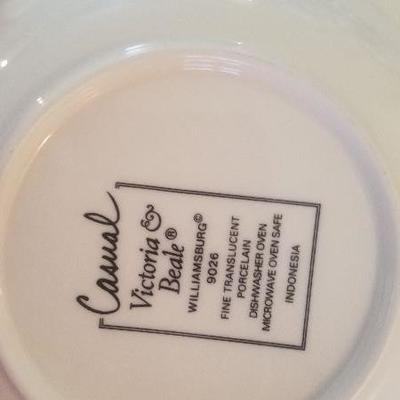 Casual
Victoria &
Beale®
WILLIAMSBURG©
9026
FINE TRANSLUCENT
PORCELAIN
DISHWASHER OVEN
MICROWAVE OVEN SAFE
INDONESIA